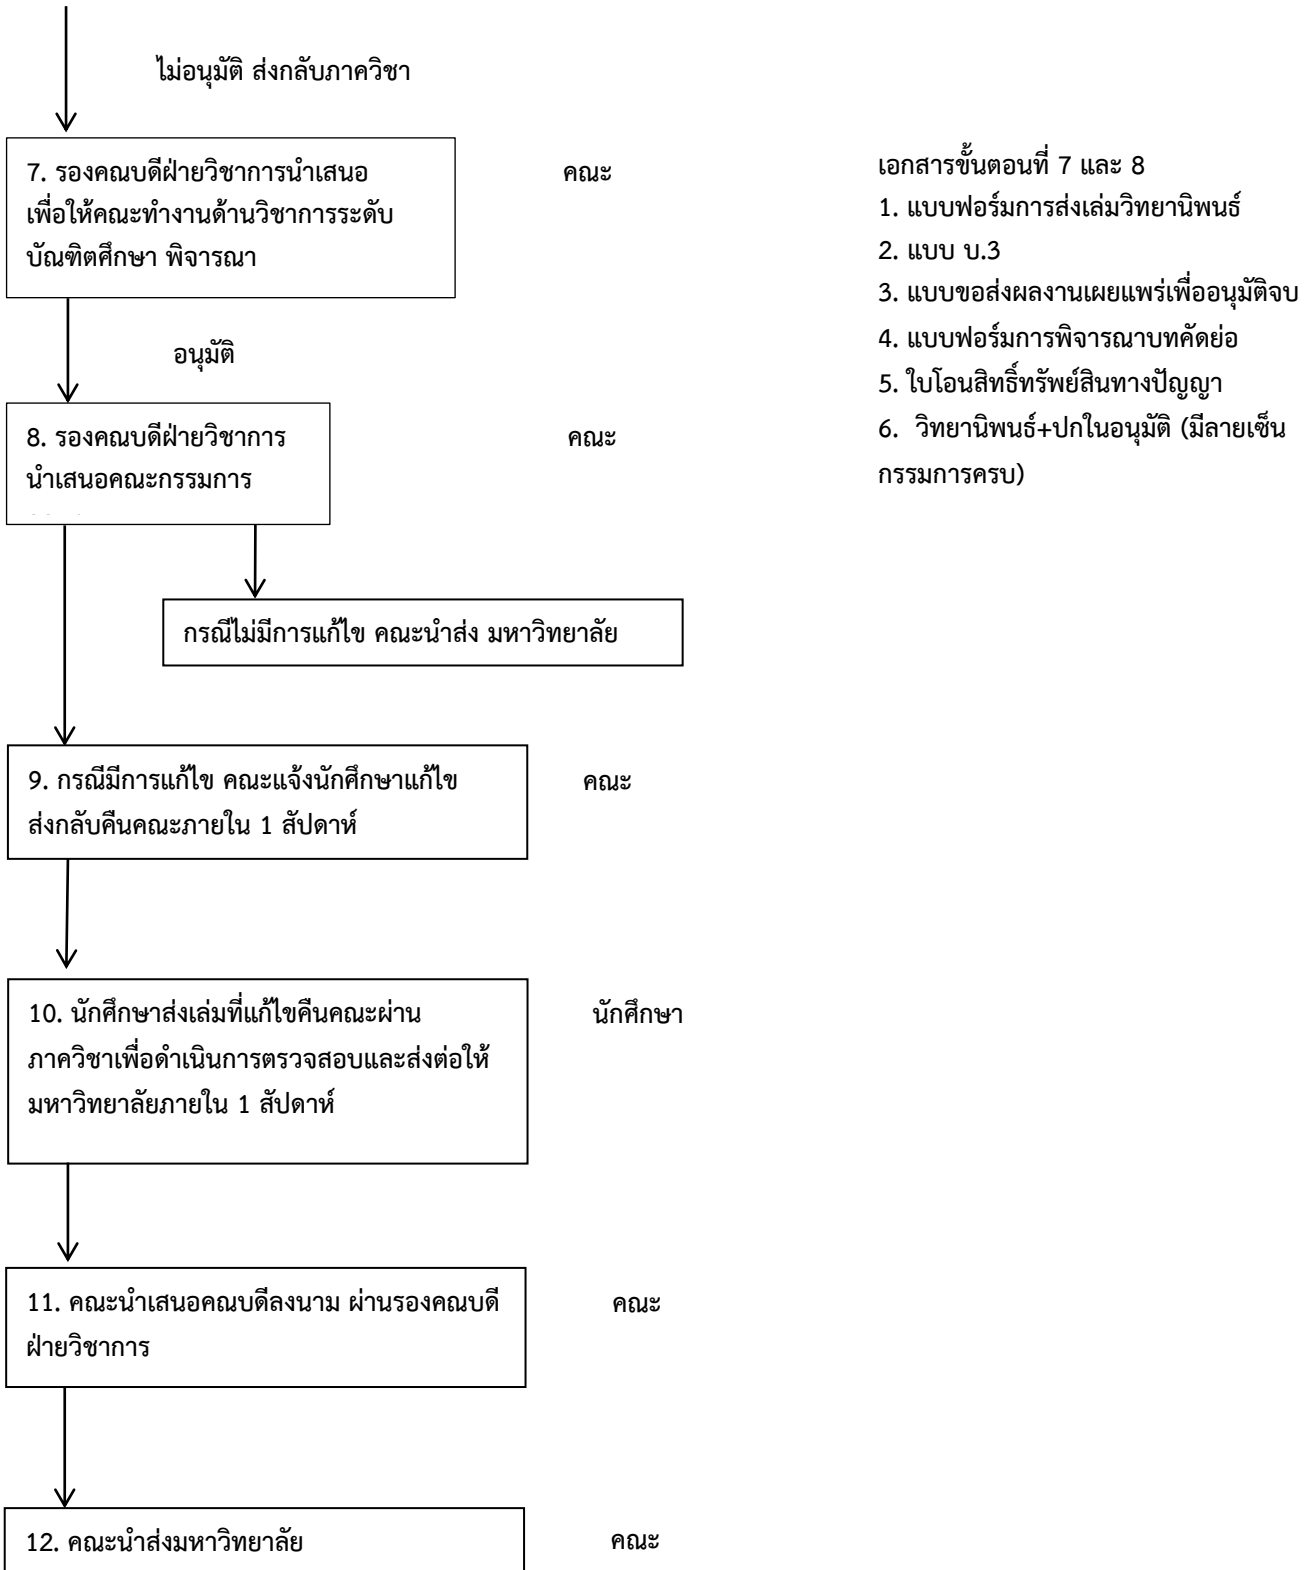 ไม่อนุมัติ ส่งกลับภาควิชา
7. รองคณบดีฝ่ายวิชาการนำเสนอ
เพื่อให้คณะทำงานด้านวิชาการระดับ
บัณฑิตศึกษา พิจารณา
คณะ
เอกสารขั้นตอนที่ 7 และ 8
1. แบบฟอร์มการส่งเล่มวิทยานิพนธ์
2. แบบ บ.3
3. แบบขอส่งผลงานเผยแพร่เพื่ออนุมัติจบ
4. แบบฟอร์มการพิจารณาบทคัดย่อ
5. ใบโอนสิทธิ์ทรัพย์สินทางปัญญา
6. วิทยานิพนธ์+ปกในอนุมัติ (มีลายเซ็น
กรรมการครบ)
อนุมัติ
8. รองคณบดีฝ่ายวิชาการ
นำเสนอคณะกรรมการ
คณะ
กรณีไม่มีการแก้ไข คณะนำส่ง มหาวิทยาลัย
9. กรณีมีการแก้ไข คณะแจ้งนักศึกษาแก้ไข
ส่งกลับคืนคณะภายใน 1 สัปดาห์
คณะ
10. นักศึกษาส่งเล่มที่แก้ไขคืนคณะผ่าน
ภาควิชาเพื่อดำเนินการตรวจสอบและส่งต่อให้
มหาวิทยาลัยภายใน 1 สัปดาห์
นักศึกษา
11. คณะนำเสนอคณบดีลงนาม ผ่านรองคณบดี
ฝ่ายวิชาการ
คณะ
12. คณะนำส่งมหาวิทยาลัย
คณะ